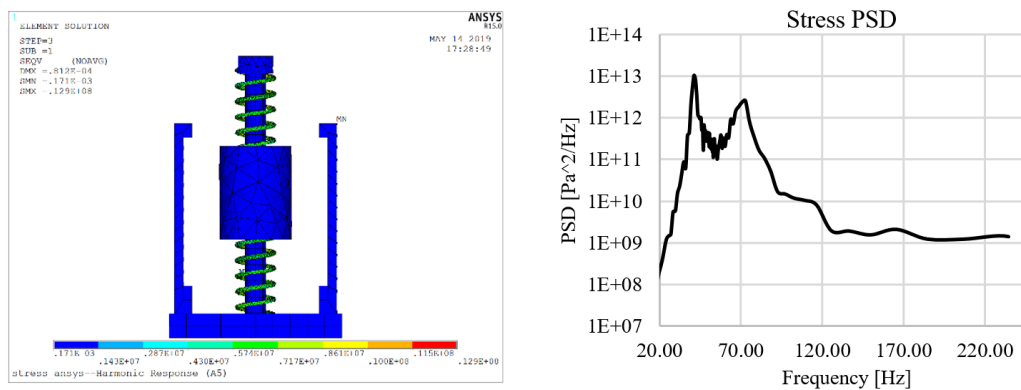 1
ANSYS
R15.0
ELEMENT SOLUTION
STEP=3
SUB =1
SEQV (NOAVG)
DMX =.812E-04
SMN =.171E-03
SMX =.129E+08
MAY 14 2019
17:28:49
MN
.171E-03 .287E+07 .574E+07 .861E+07 .115E+08
.143E+07 .430E+07 .717E+07 .100E+08 .129E+08
stress ansys--Harmonic Response (A5)
Stress PSD
PSD [Pa^2/Hz]
1E+14
1E+13
1E+12
1E+11
1E+10
1E+09
1E+08
1E+07
20.00 70.00 120.00 170.00 220.00
Frequency [Hz]